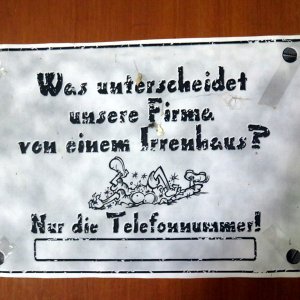 Was unterscheidet
unsere Firma
von einem Irrenhaus?
Nur die Telefonnummer!